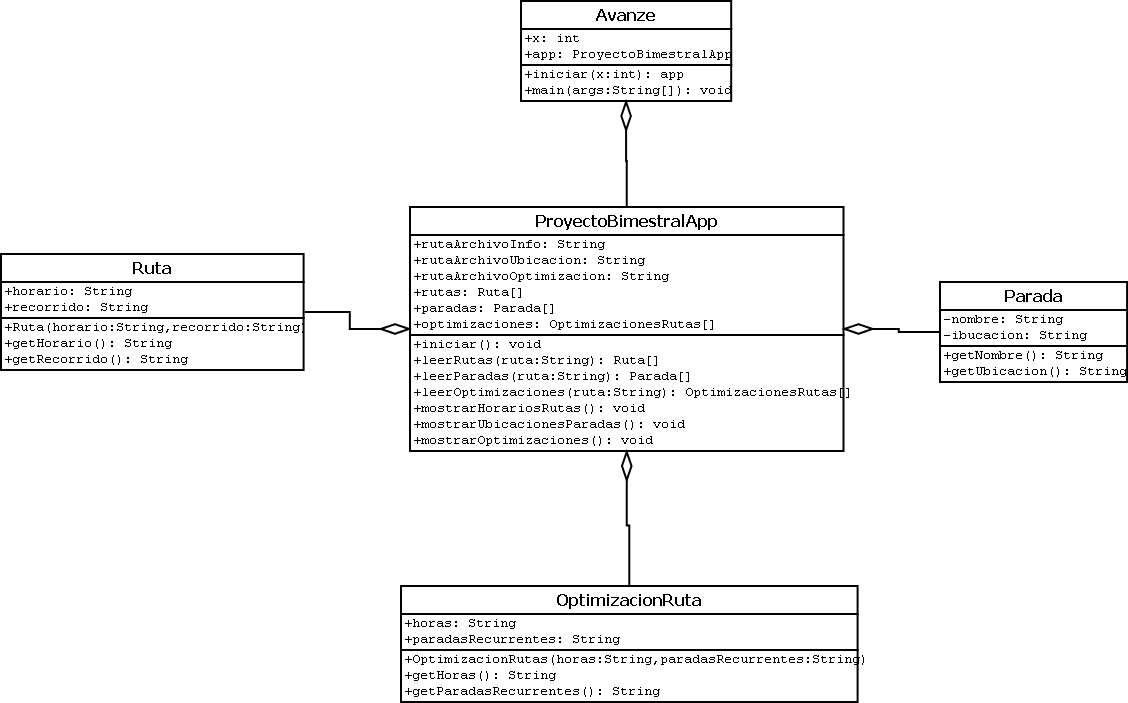 Avanze
+x: int
+app: ProyectoBimestralApp
+iniciar(x:int): app
+main(args:String[]): void
ProyectoBimestralApp
+rutaArchivoInfo: String
+rutaArchivoUbicacion: String
+rutaArchivoOptimizacion: String
+rutas: Ruta[]
+paradas: Parada[]
+optimizaciones: OptimizacionesRutas[]
+iniciar(): void
+leerRutas(ruta:String): Ruta[]
+leerParadas(ruta:String): Parada[]
+leerOptimizaciones(ruta:String): OptimizacionesRutas[]
+mostrarHorariosRutas(): void
+mostrarUbicacionesParadas(): void
+mostrarOptimizaciones(): void
Ruta
+horario: String
+recorrido: String
+Ruta(horario:String,recorrido:String)
+getHorario(): String
+getRecorrido(): String
Parada
-nombre: String
-ibucacion: String
+getNombre(): String
+getUbicacion(): String
OptimizacionRuta
+horas: String
+paradasRecurrentes: String
+OptimizacionRutas(horas:String,paradasRecurrentes:String)
+getHoras(): String
+getParadasRecurrentes(): String